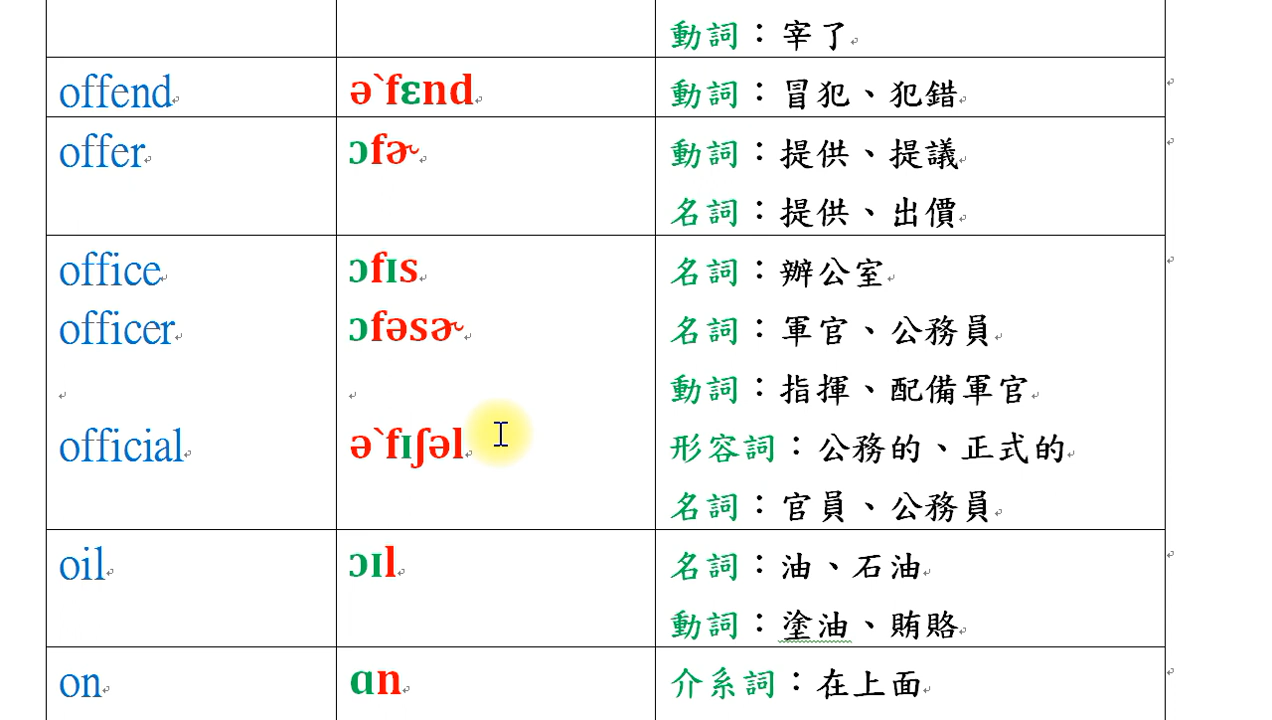 動詞：宰了
offend əˋfɛnd 動詞：冒犯、犯錯
offer ɔfɚ 動詞：提供、提議
名詞：提供、出價
office ɔfɪs 名詞：辦公室
officer ɔfəsɚ 名詞：軍官、公務員
動詞：指揮、配備軍官
official əˋfɪʃəl 形容詞：公務的、正式的
名詞：官員、公務員
oil ɔɪl 名詞：油、石油
動詞：塗油、賄賂
on ɑn 介系詞：在上面